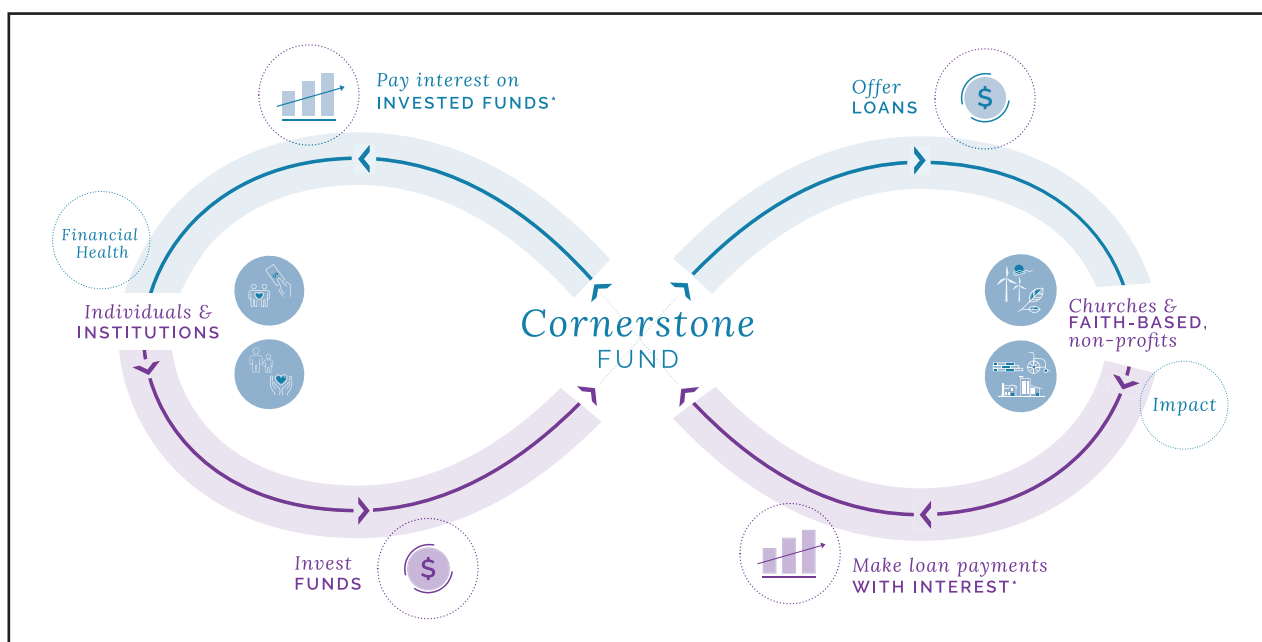 Pay interest on
INVESTED FUNDS*
Offer
LOANS
$
Financial
Health
Individuals &
INSTITUTIONS
Cornerstone
FUND
Churches &
FAITH-BASED,
non-profits
Impact
Invest
FUNDS
$
Make loan payments
WITH INTEREST*